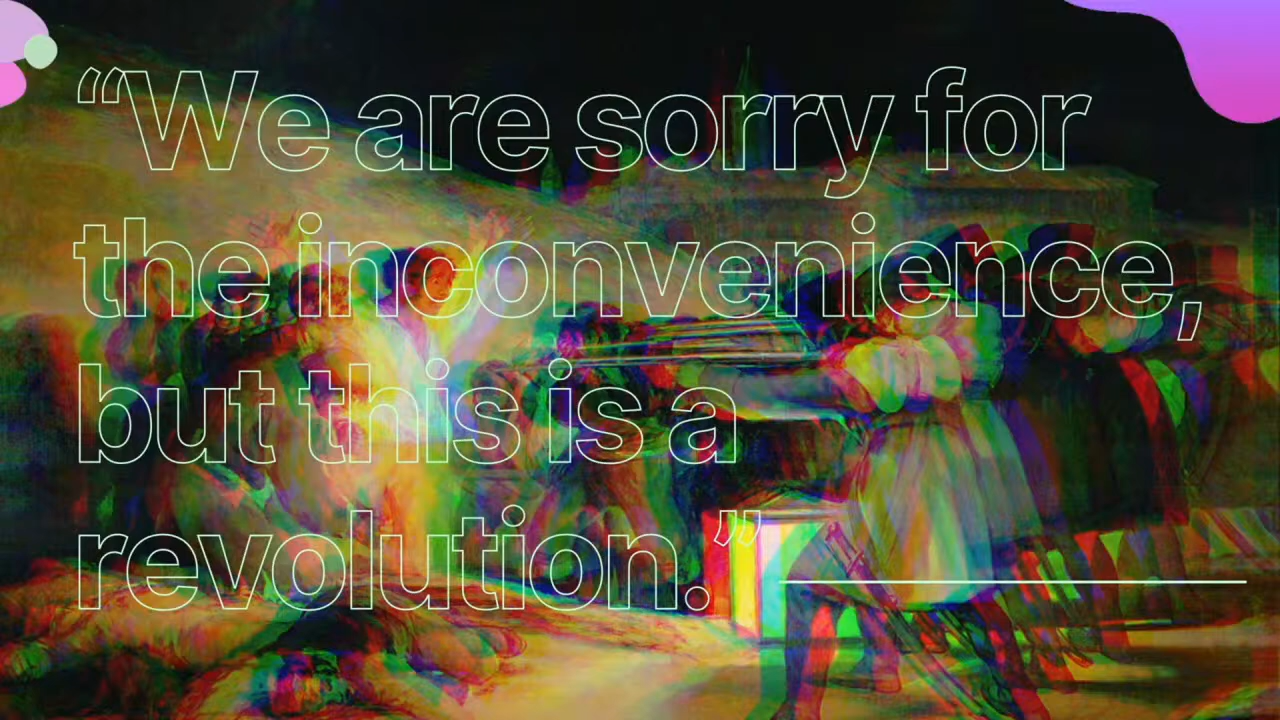 “We are sorry for
the inconvenience,
but this is a
revolution.”